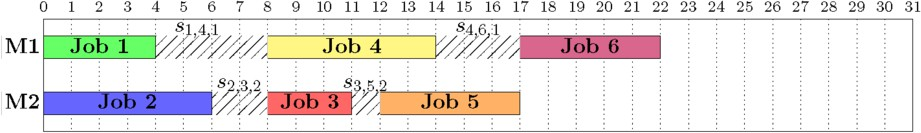 0 1 2 3 4 5 6 7 8 9 10 11 12 13 14 15 16 17 18 19 20 21 22 23 24 25 26 27 28 29 30 31
s1,4,1 s4,6,1
M1 Job 1 Job 4 Job 6
s2,3,2 s3,5,2
M2 Job 2 Job 3 Job 5